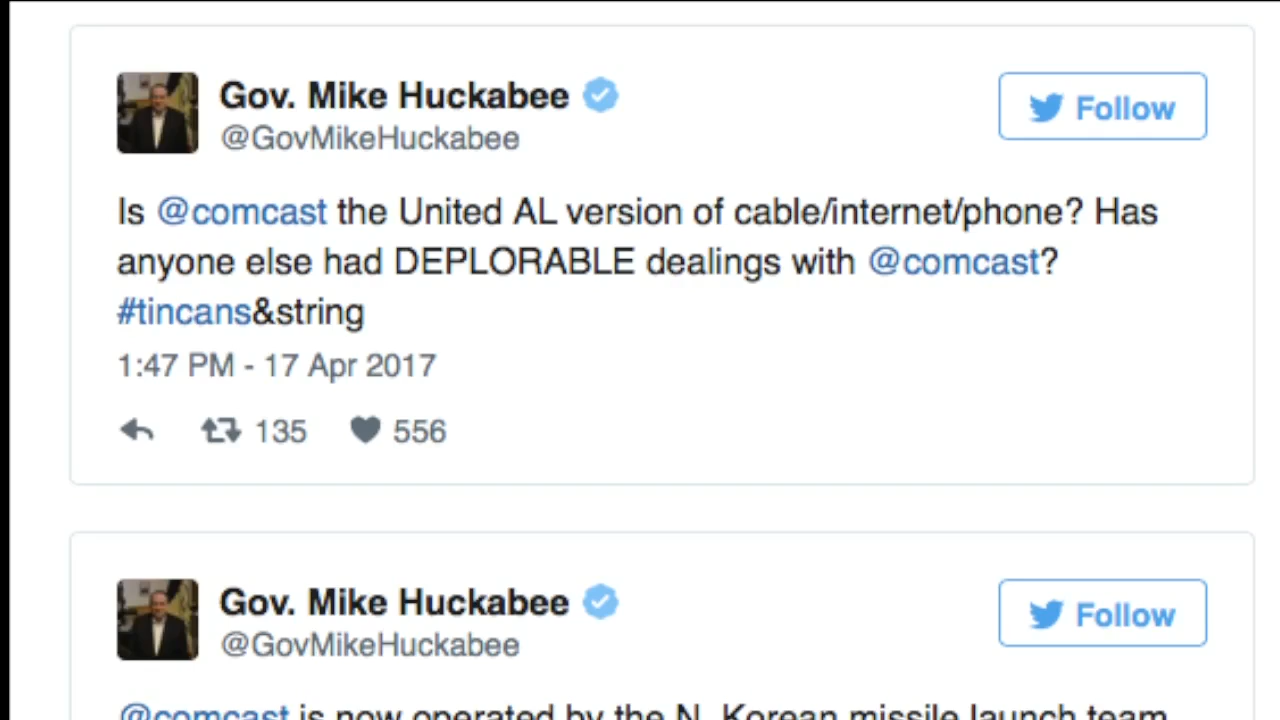 Gov. Mike Huckabee
@GovMikeHuckabee
Follow
Is @comcast the United AL version of cable/internet/phone? Has
anyone else had DEPLORABLE dealings with @comcast?
#tincans&string
1:47 PM - 17 Apr 2017
135 556
Gov. Mike Huckabee
@GovMikeHuckabee
Follow
@comcast is now operated by the N. Korean missile launch team